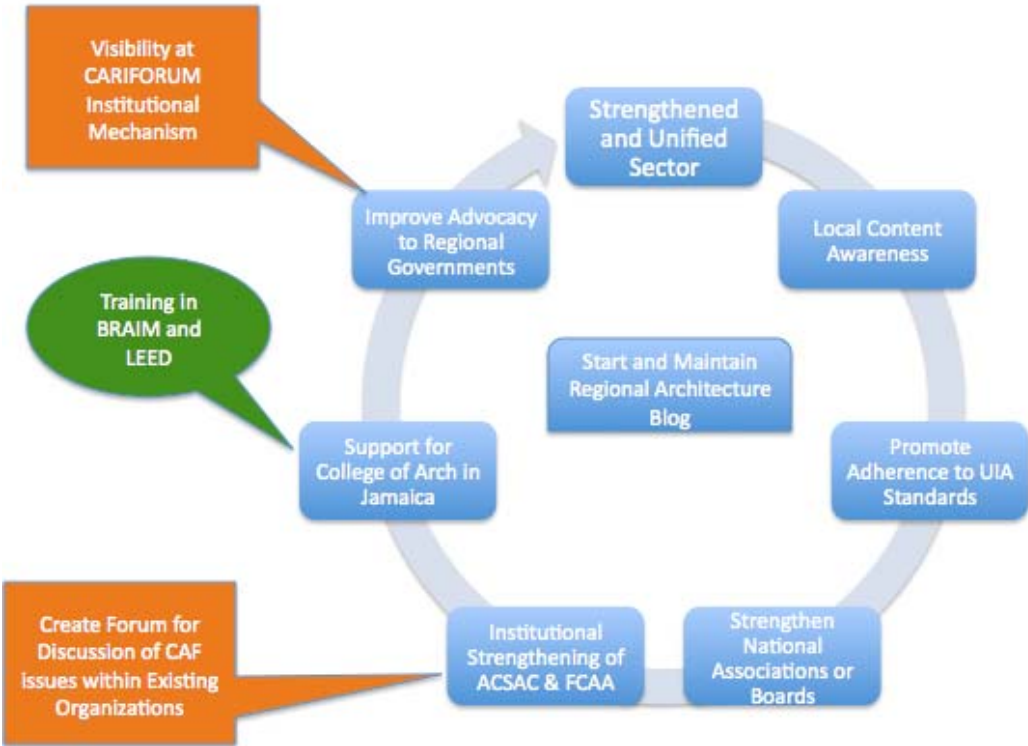 Visibility at
CARIFORUM
Institutional
Mechanism
Strengthened
and Unified
Sector
Improve Advocacy
to Regional
Governments
Local Content
Awareness
Training in
BRAIM and
LEED
Start and Maintain
Regional Architecture
Blog
Support for
College of Arch in
Jamaica
Promote
Adherence to UIA
Standards
Create Forum for
Discussion of CAF
issues within Existing
Organizations
Institutional
Strengthening of
ACSAC & FCAA
Strengthen
National
Associations or
Boards